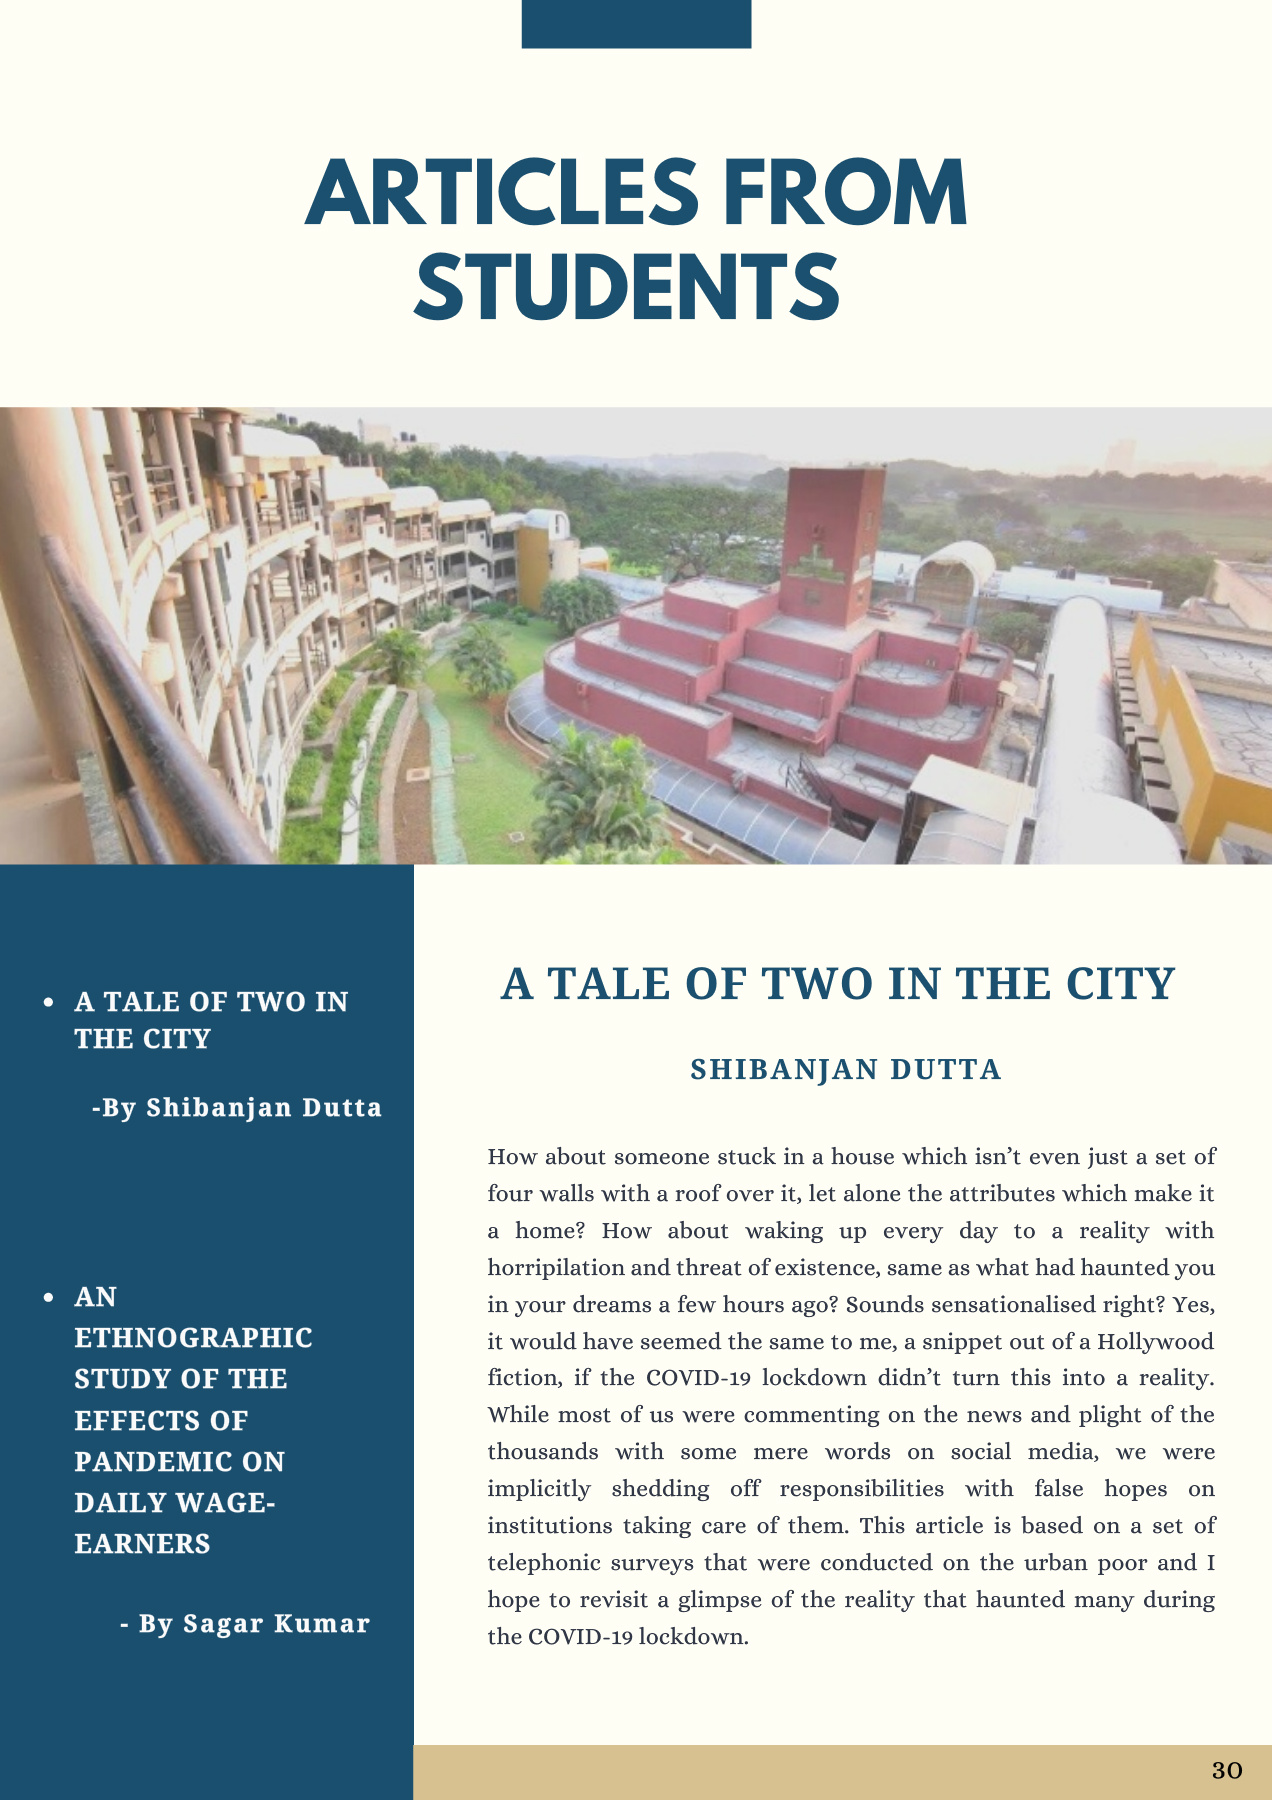 ARTICLES FROM
STUDENTS
• A TALE OF TWO IN
THE CITY
-By Shibanjan Dutta
• AN
ETHNOGRAPHIC
STUDY OF THE
EFFECTS OF
PANDEMIC ON
DAILY WAGE-
EARNERS
- By Sagar Kumar
A TALE OF TWO IN THE CITY
SHIBANJAN DUTTA
How about someone stuck in a house which isn’t even just a set of
four walls with a roof over it, let alone the attributes which make it
a home? How about waking up every day to a reality with
horripilation and threat of existence, same as what had haunted you
in your dreams a few hours ago? Sounds sensationalised right? Yes,
it would have seemed the same to me, a snippet out of a Hollywood
fiction, if the COVID-19 lockdown didn’t turn this into a reality.
While most of us were commenting on the news and plight of the
thousands with some mere words on social media, we were
implicitly shedding off responsibilities with false hopes on
institutions taking care of them. This article is based on a set of
telephonic surveys that were conducted on the urban poor and I
hope to revisit a glimpse of the reality that haunted many during
the COVID-19 lockdown.
30